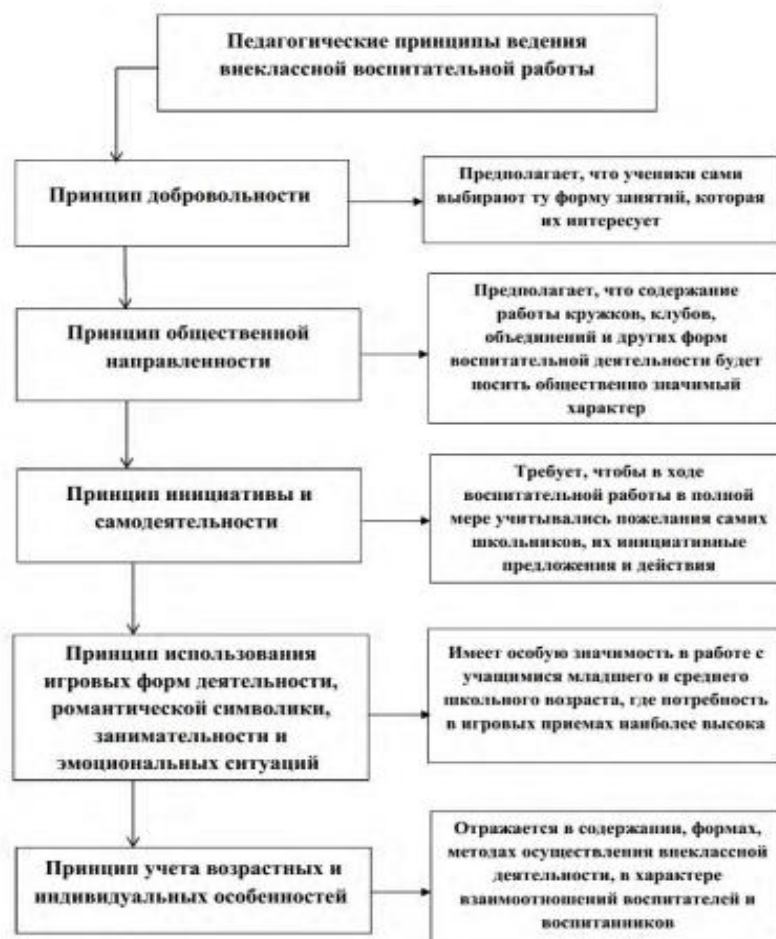 Педагогические принципы ведения
внеклассной воспитательной работы
Принцип добровольности
Предполагает, что ученики сами
выбирают ту форму занятий, которая
их интересует
Принцип общественной
направленности
Предполагает, что содержание
работы кружков, клубов,
объединений и других форм
воспитательной деятельности будет
носить общественно значимый
характер
Принцип инициативы и
самодеятельности
Требует, чтобы в ходе
воспитательной работы в полной
мере учитывались пожелания самих
школьников, их инициативные
предложения и действия
Принцип использования
игровых форм деятельности,
романтической символики,
занимательности и
эмоциональных ситуаций
Имеет особую значимость в работе с
учащимися младшего и среднего
школьного возраста, где потребность
в игровых приемах наиболее высока
Принцип учета возрастных и
индивидуальных особенностей
Отражается в содержании, формах,
методах осуществления внеклассной
деятельности, в характере
взаимоотношений воспитателей и
воспитанников